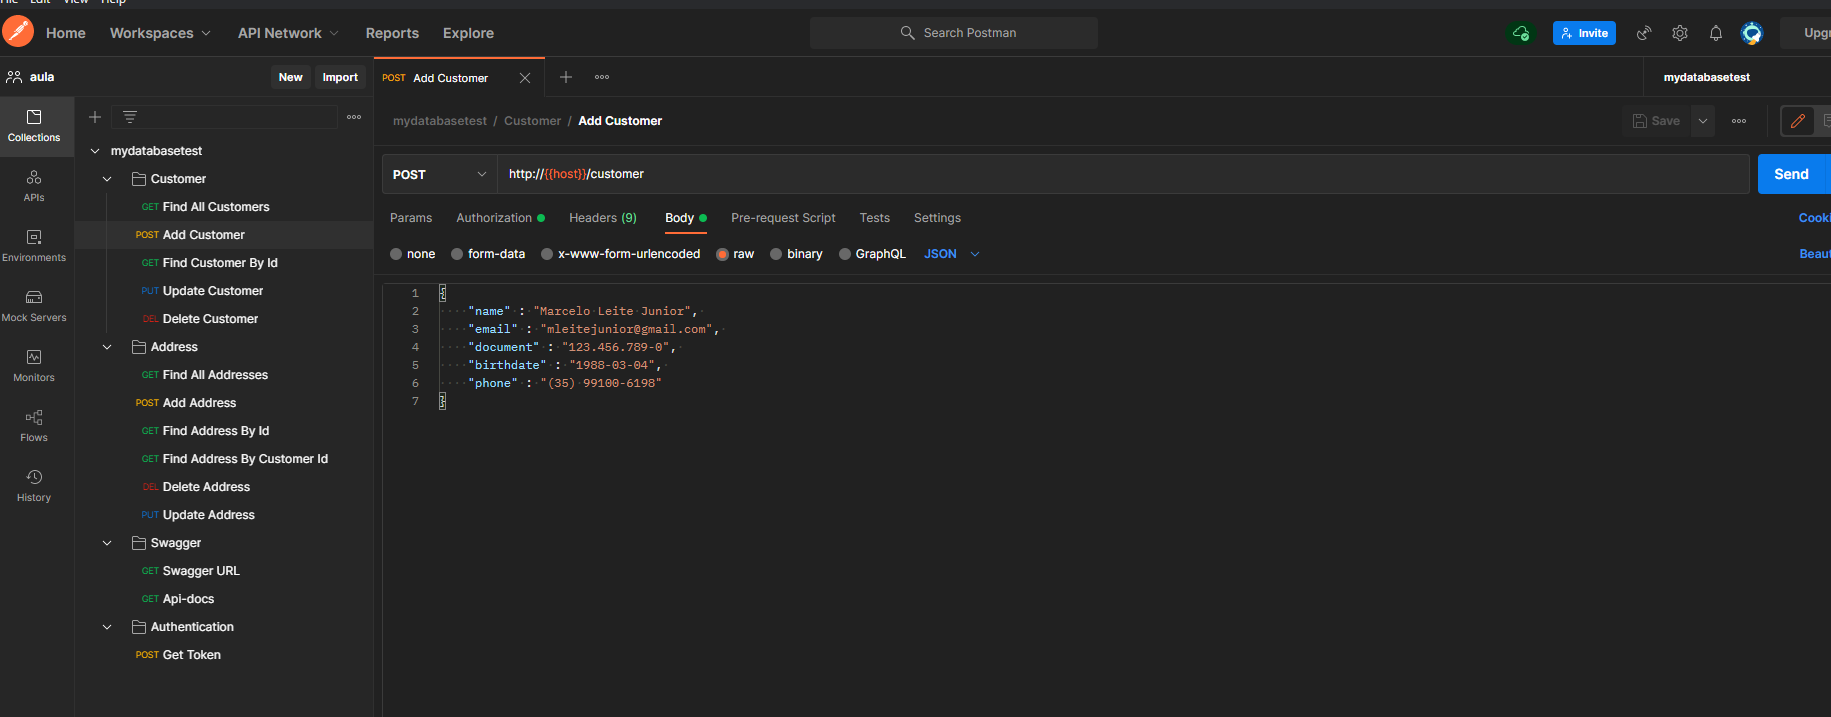 File Edit View Help
Home Workspaces API Network Reports Explore Search Postman Invite
aula New Import POST Add Customer mydatabasetest
mydatabasetest / Customer / Add Customer Save
Collections
APIs
Environments
Mock Servers
Monitors
Flows
History
mydatabasetest
Customer
GET Find All Customers
POST Add Customer
GET Find Customer By Id
PUT Update Customer
DEL Delete Customer
Address
GET Find All Addresses
POST Add Address
GET Find Address By Id
GET Find Address By Customer Id
DEL Delete Address
PUT Update Address
Swagger
GET Swagger URL
GET Api-docs
Authentication
POST Get Token
POST http://{{host}}/customer Send
Params Authorization Headers (9) Body Pre-request Script Tests Settings
none form-data x-www-form-urlencoded raw binary GraphQL JSON
1 {
2 "name" : "Marcelo Leite Junior",
3 "email" : "mleitejunior@gmail.com",
4 "document" : "123.456.789-0",
5 "birthdate" : "1988-03-04",
6 "phone" : "(35) 99100-6198"
7 }